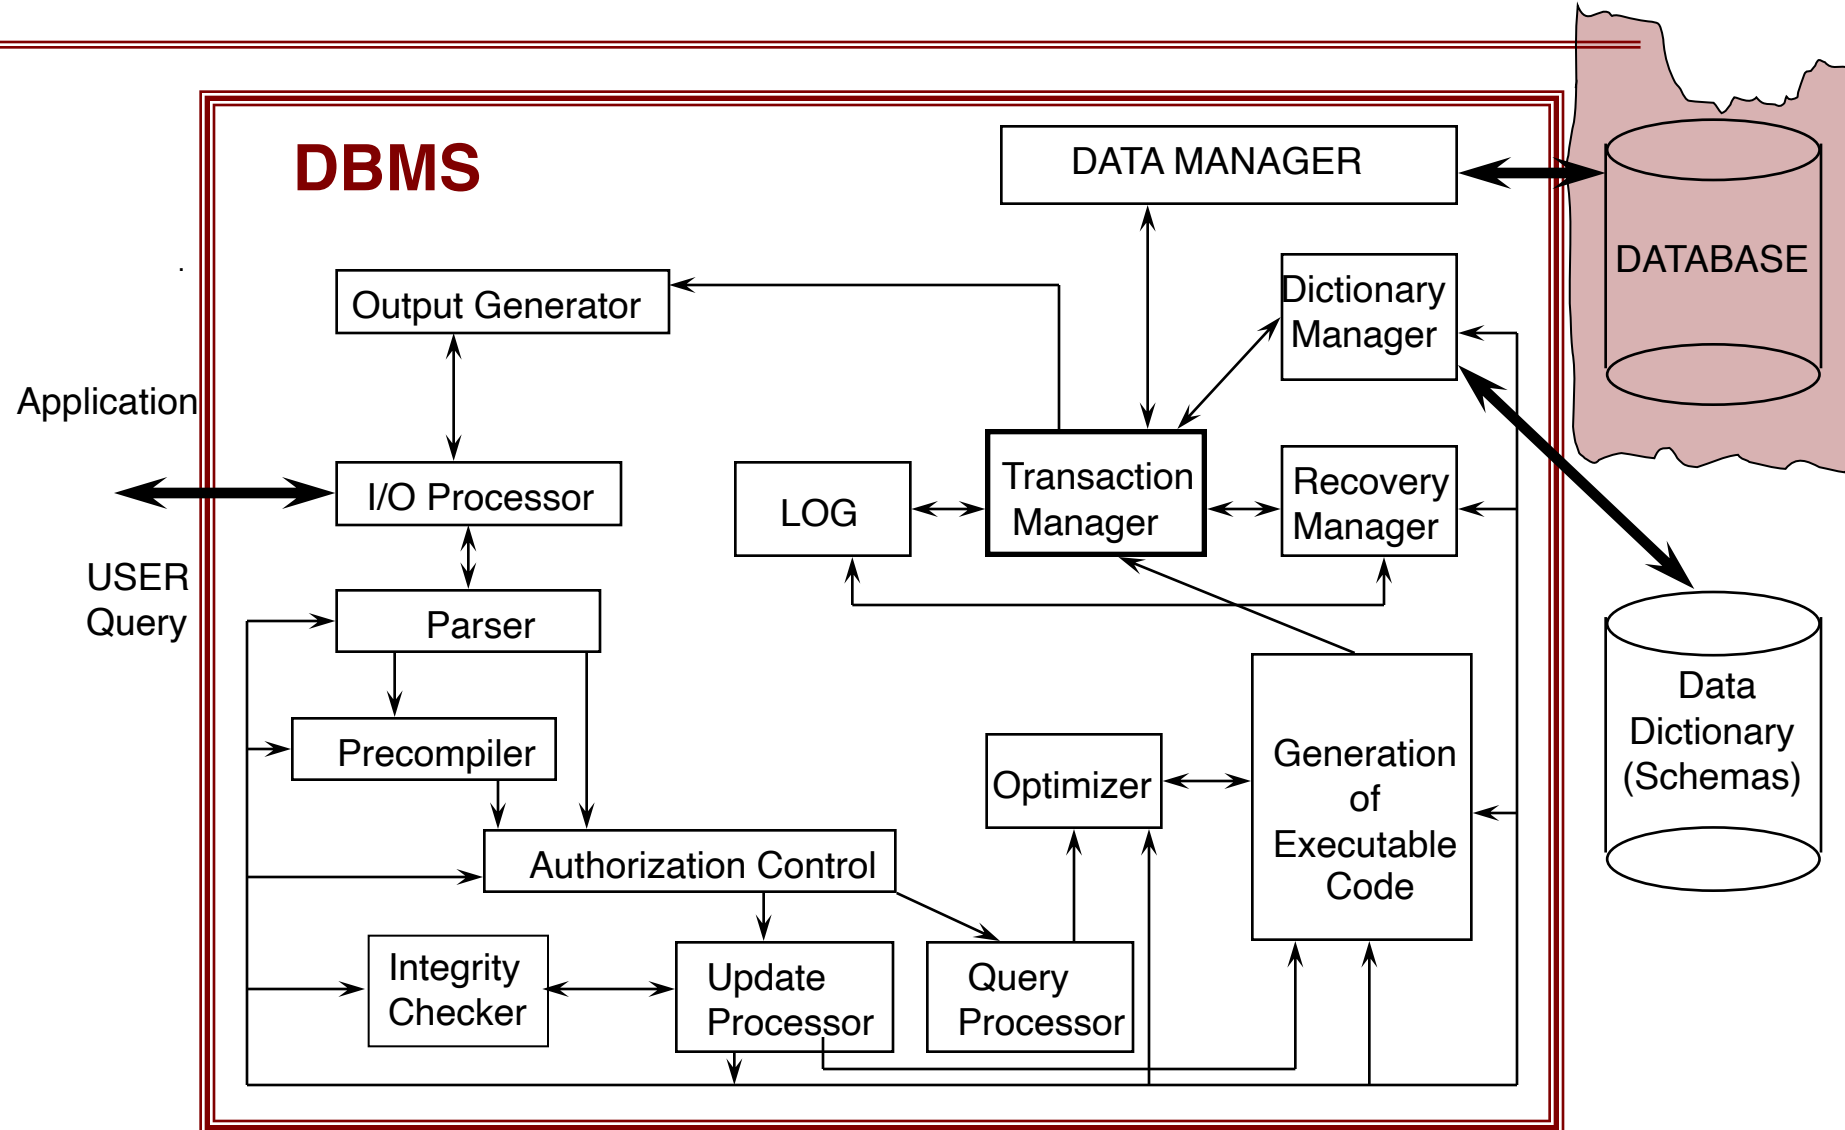 DBMS
DATA MANAGER
DATABASE
Output Generator
Dictionary
Manager
Application
I/O Processor
LOG
Transaction
Manager
Recovery
Manager
USER
Query
Parser
Precompiler
Optimizer
Generation
of
Executable
Code
Data
Dictionary
(Schemas)
Authorization Control
Integrity
Checker
Update
Processor
Query
Processor